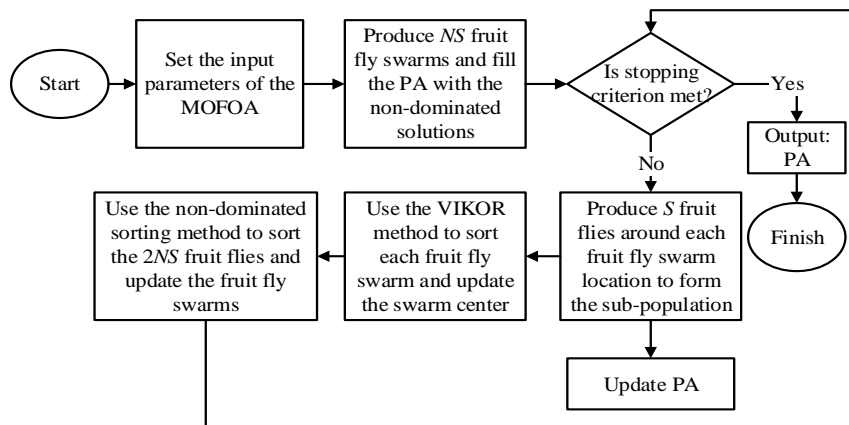 Start
Set the input
parameters of the
MOFOA
Produce NS fruit
fly swarms and fill
the PA with the
non-dominated
solutions
Is stopping
criterion met?
Yes
Output:
PA
Finish
No
Produce S fruit
flies around each
fruit fly swarm
location to form
the sub-population
Update PA
Use the VIKOR
method to sort
each fruit fly
swarm and update
the swarm center
Use the non-dominated
sorting method to sort
the 2NS fruit flies and
update the fruit fly
swarms